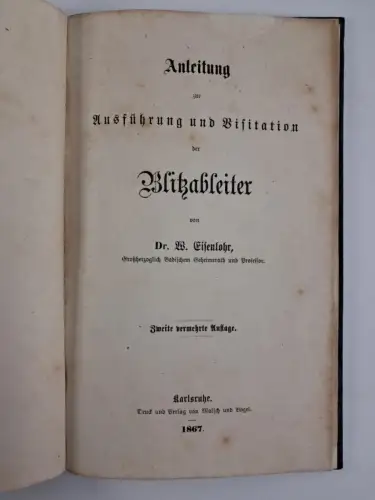 Anleitung
zur
Ausführung und Visitation
der
Blitzableiter
von
Dr. W. Eisenlohr,
Großherzoglich Badischem Geheimerath und Professor.
Zweite vermehrte Auflage.
Karlsruhe.
Druck und Verlag von Malsch und Vogel.
1867.